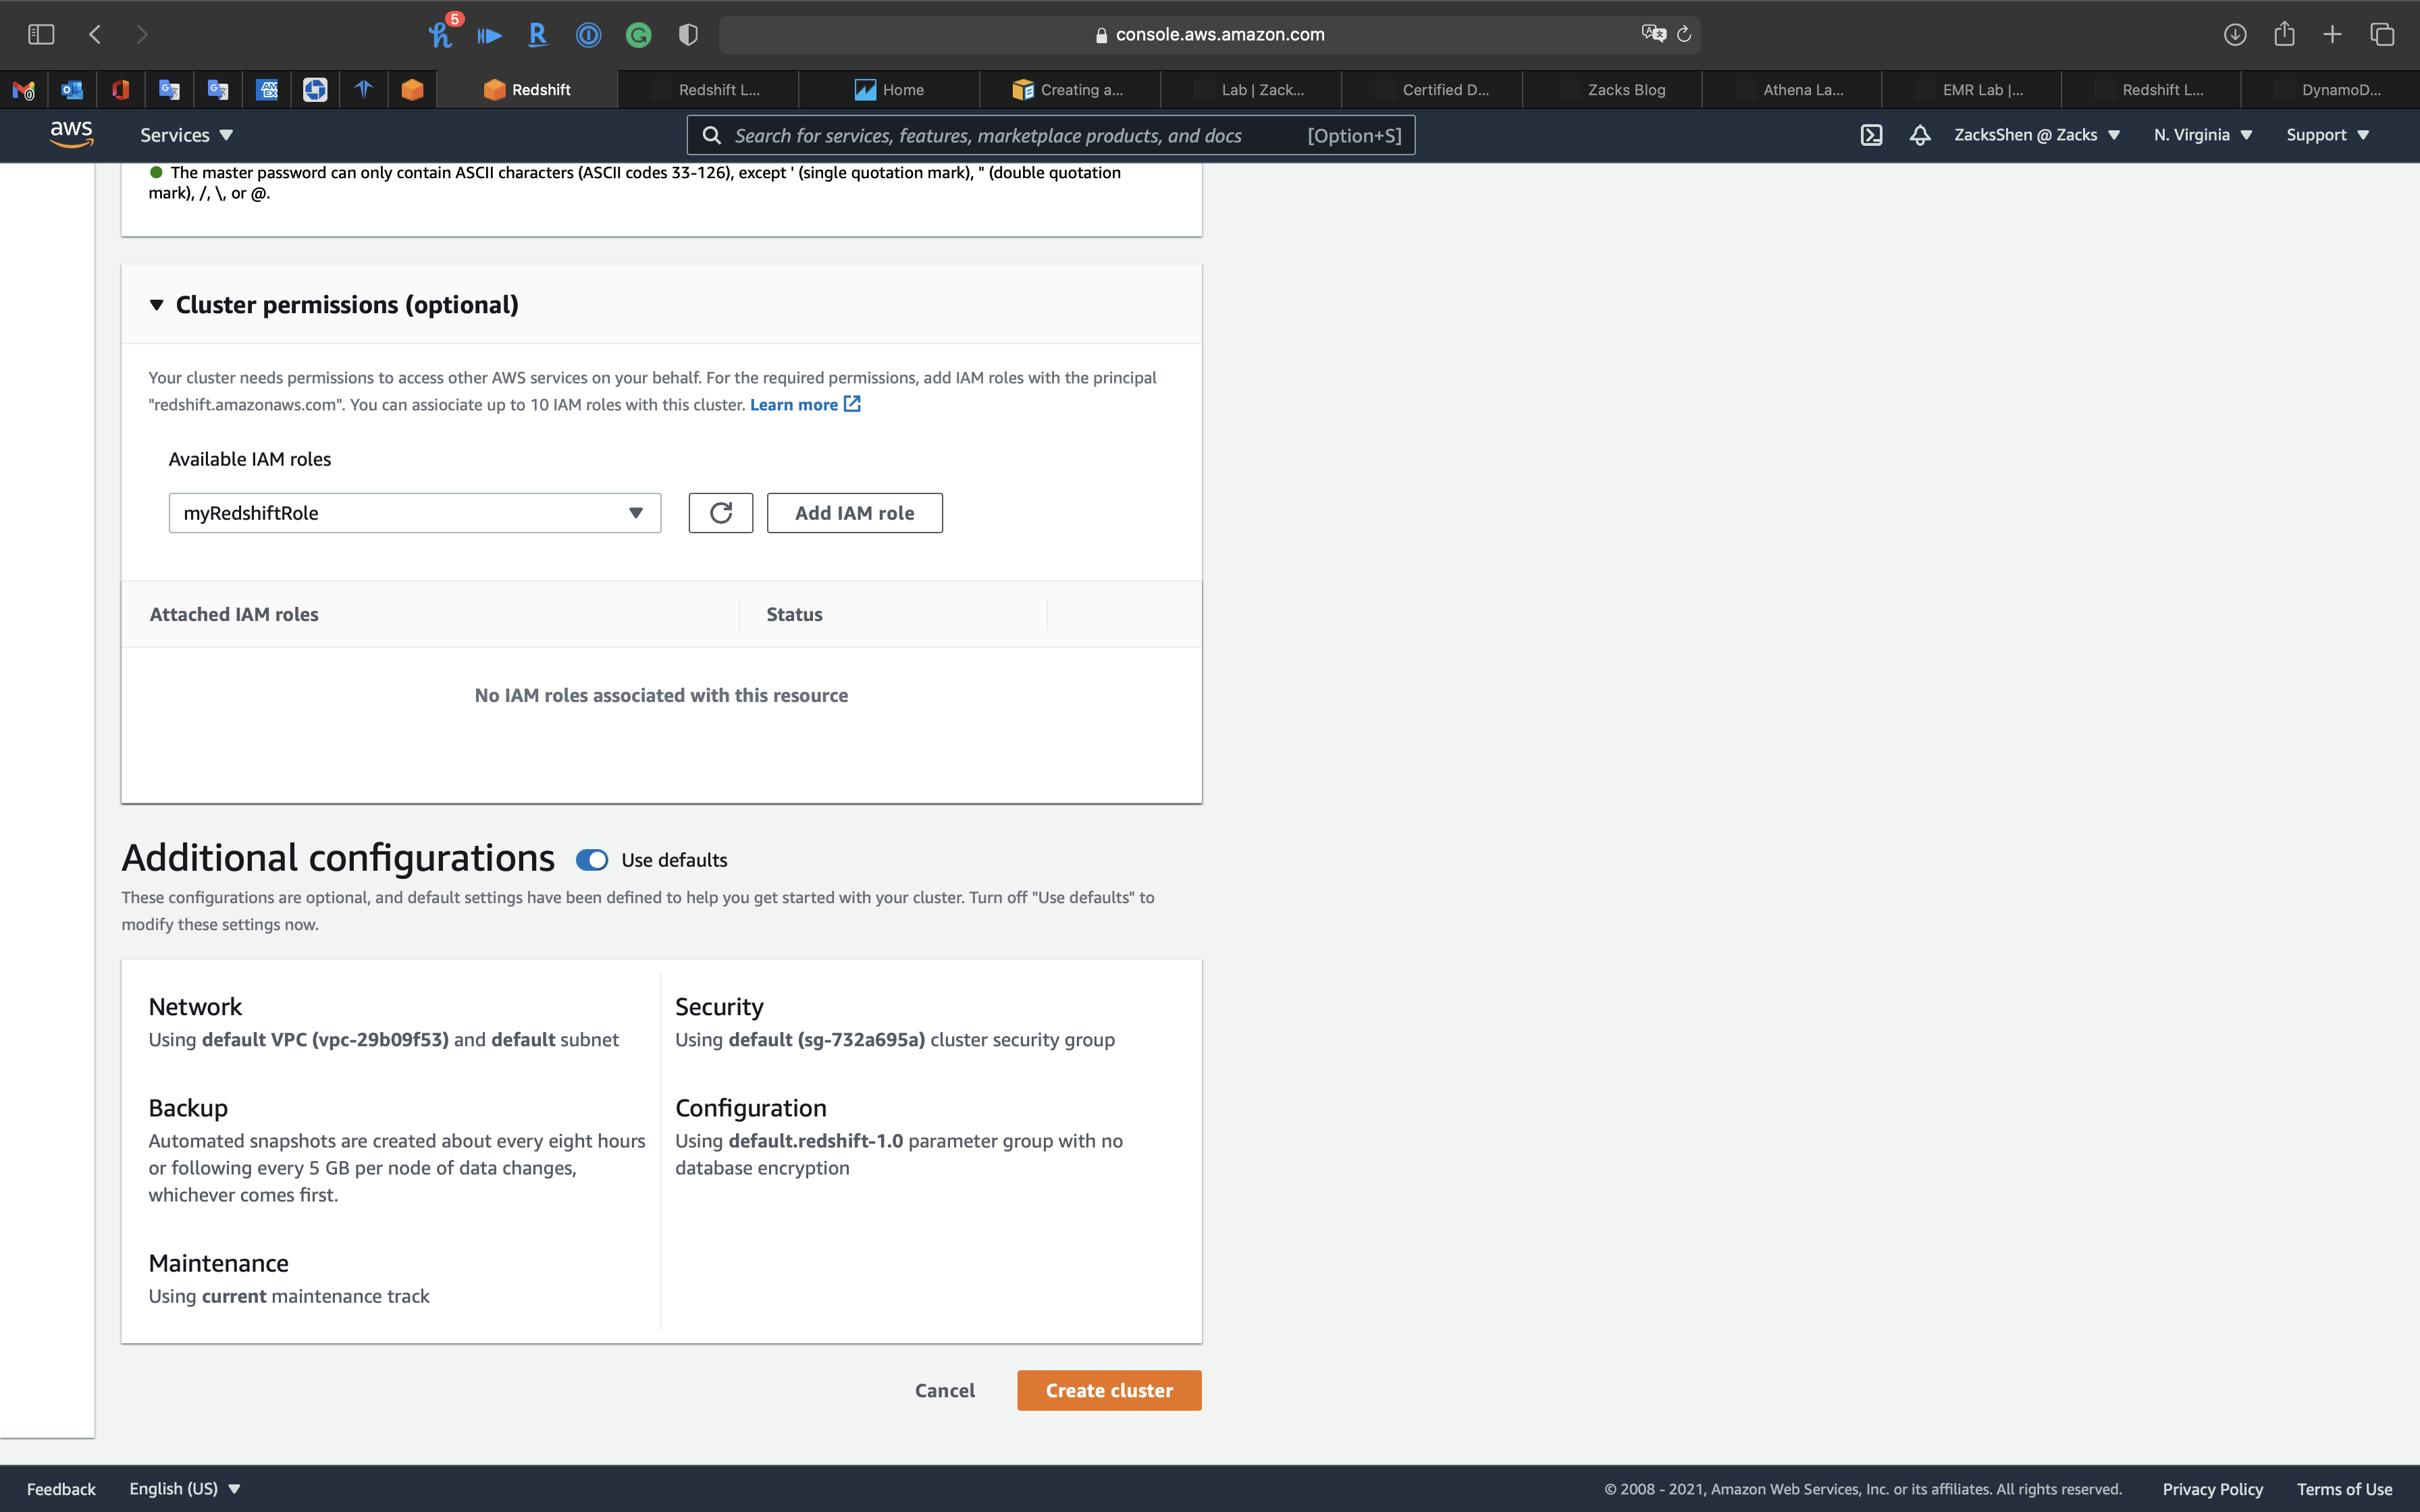 5
console.aws.amazon.com
Redshift
Redshift L...
Home
Creating a...
Lab | Zack...
Certified D...
Zacks Blog
Athena La...
EMR Lab |...
Redshift L...
DynamoD...
aws
Services
Search for services, features, marketplace products, and docs
[Option+S]
ZacksShen @ Zacks
N. Virginia
Support
The master password can only contain ASCII characters (ASCII codes 33-126), except ' (single quotation mark), " (double quotation
mark), /, \, or @.
Cluster permissions (optional)
Your cluster needs permissions to access other AWS services on your behalf. For the required permissions, add IAM roles with the principal
"redshift.amazonaws.com". You can assiociate up to 10 IAM roles with this cluster. Learn more
Available IAM roles
myRedshiftRole
Add IAM role
Attached IAM roles
Status
No IAM roles associated with this resource
Additional configurations
Use defaults
These configurations are optional, and default settings have been defined to help you get started with your cluster. Turn off "Use defaults" to
modify these settings now.
Network
Using default VPC (vpc-29b09f53) and default subnet
Security
Using default (sg-732a695a) cluster security group
Backup
Automated snapshots are created about every eight hours
or following every 5 GB per node of data changes,
whichever comes first.
Configuration
Using default.redshift-1.0 parameter group with no
database encryption
Maintenance
Using current maintenance track
Cancel
Create cluster
Feedback
English (US)
© 2008 - 2021, Amazon Web Services, Inc. or its affiliates. All rights reserved.
Privacy Policy
Terms of Use